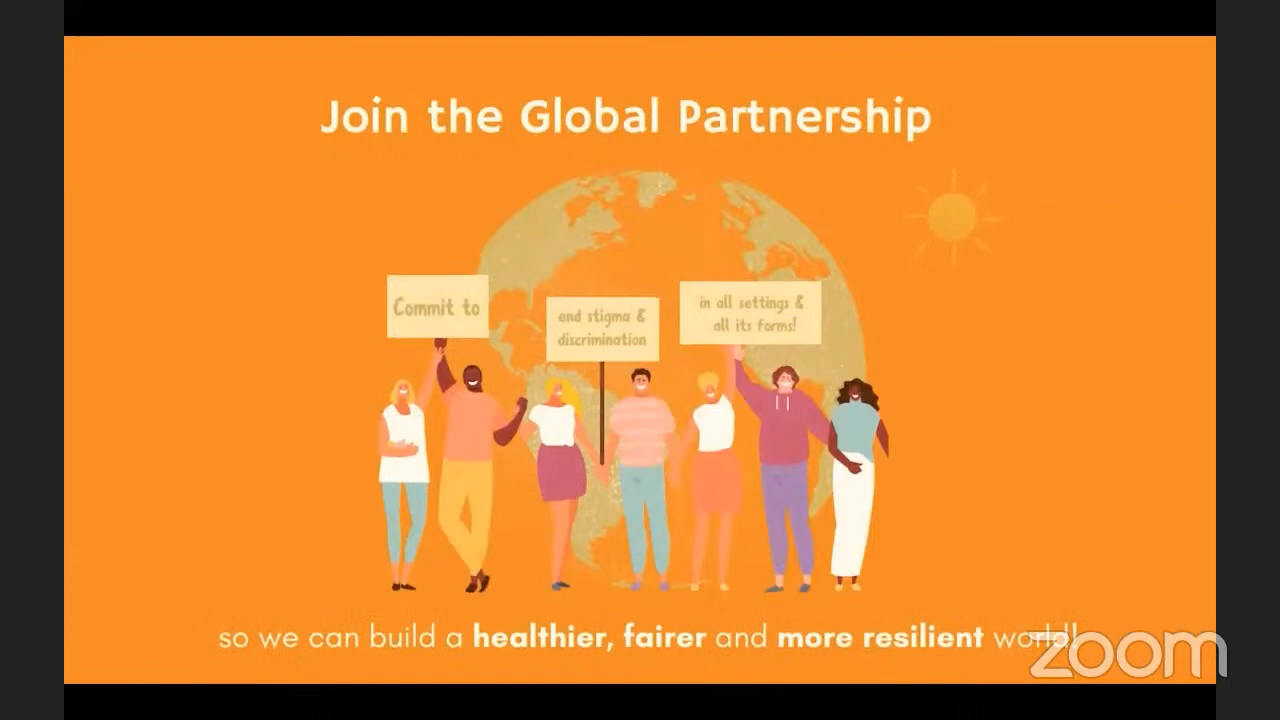 Join the Global Partnership
Commit to
end stigma &
discrimination
in all settings &
all its forms!
so we can build a healthier, fairer and more resilient world!
zoom